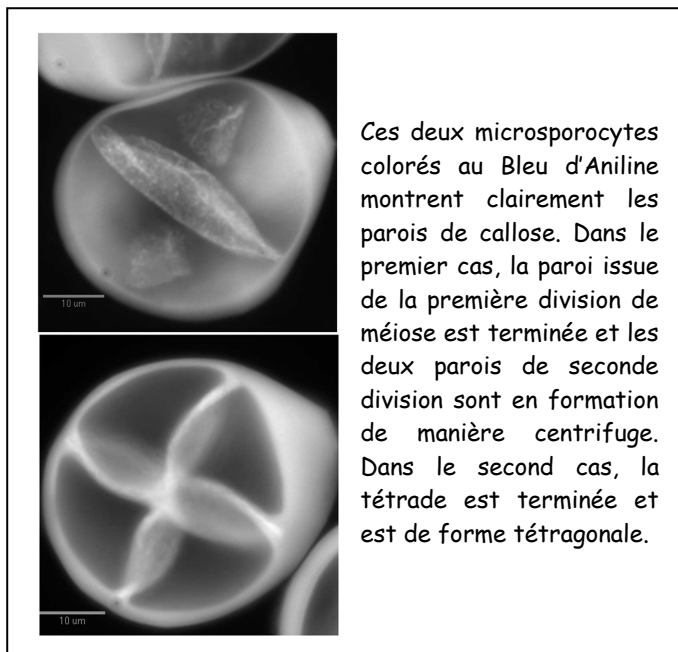 10 um
10 um
Ces deux microsporocytes
colorés au Bleu d'Aniline
montrent clairement les
parois de callose. Dans le
premier cas, la paroi issue
de la première division de
méiose est terminée et les
deux parois de seconde
division sont en formation
de manière centrifuge.
Dans le second cas, la
tétrade est terminée et
est de forme tétragonale.